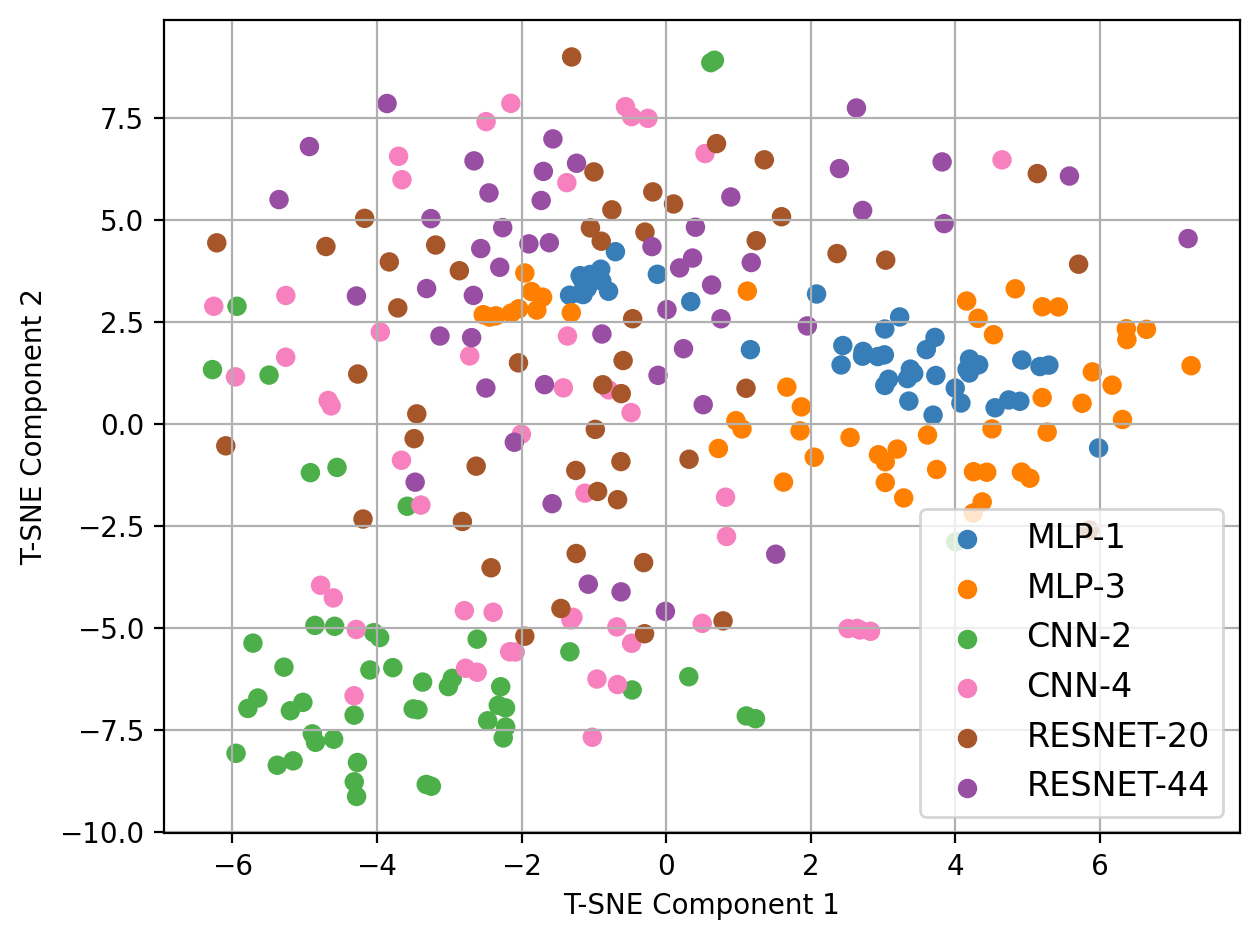 7.5
5.0
2.5
0.0
−2.5
−5.0
−7.5
−10.0
T-SNE Component 2
MLP-1
MLP-3
CNN-2
CNN-4
RESNET-20
RESNET-44
−6 −4 −2 0 2 4 6
T-SNE Component 1